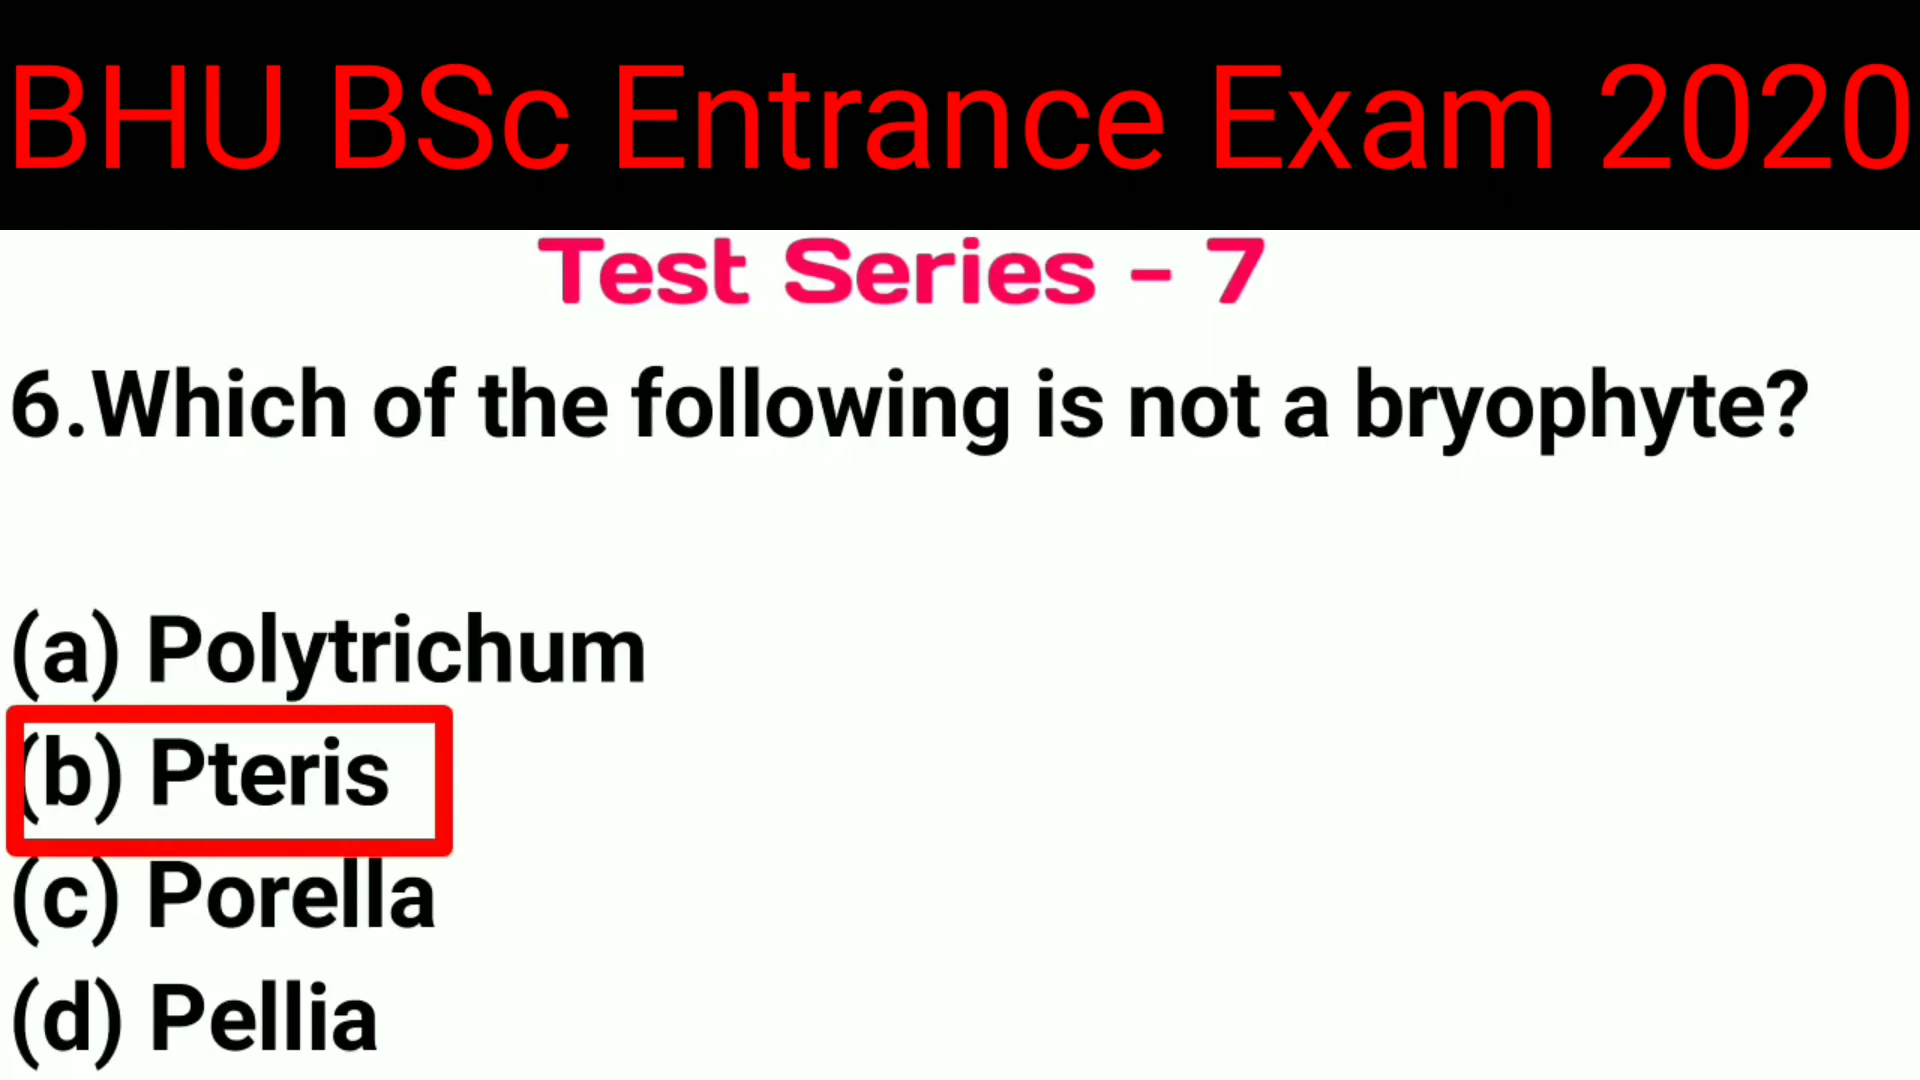 BHU BSc Entrance Exam 2020
Test Series - 7
6.Which of the following is not a bryophyte?
(a) Polytrichum
(b) Pteris
(c) Porella
(d) Pellia